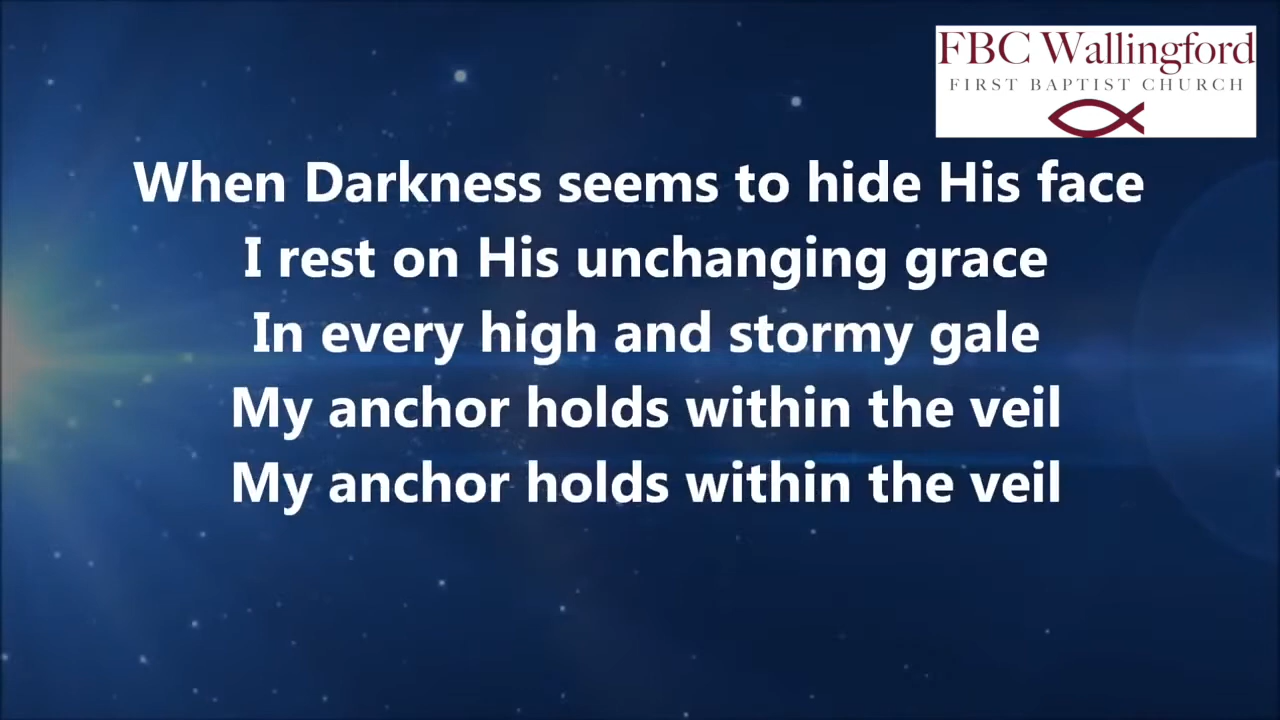 FBC Wallingford
FIRST BAPTIST CHURCH
When Darkness seems to hide His face
I rest on His unchanging grace
In every high and stormy gale
My anchor holds within the veil
My anchor holds within the veil